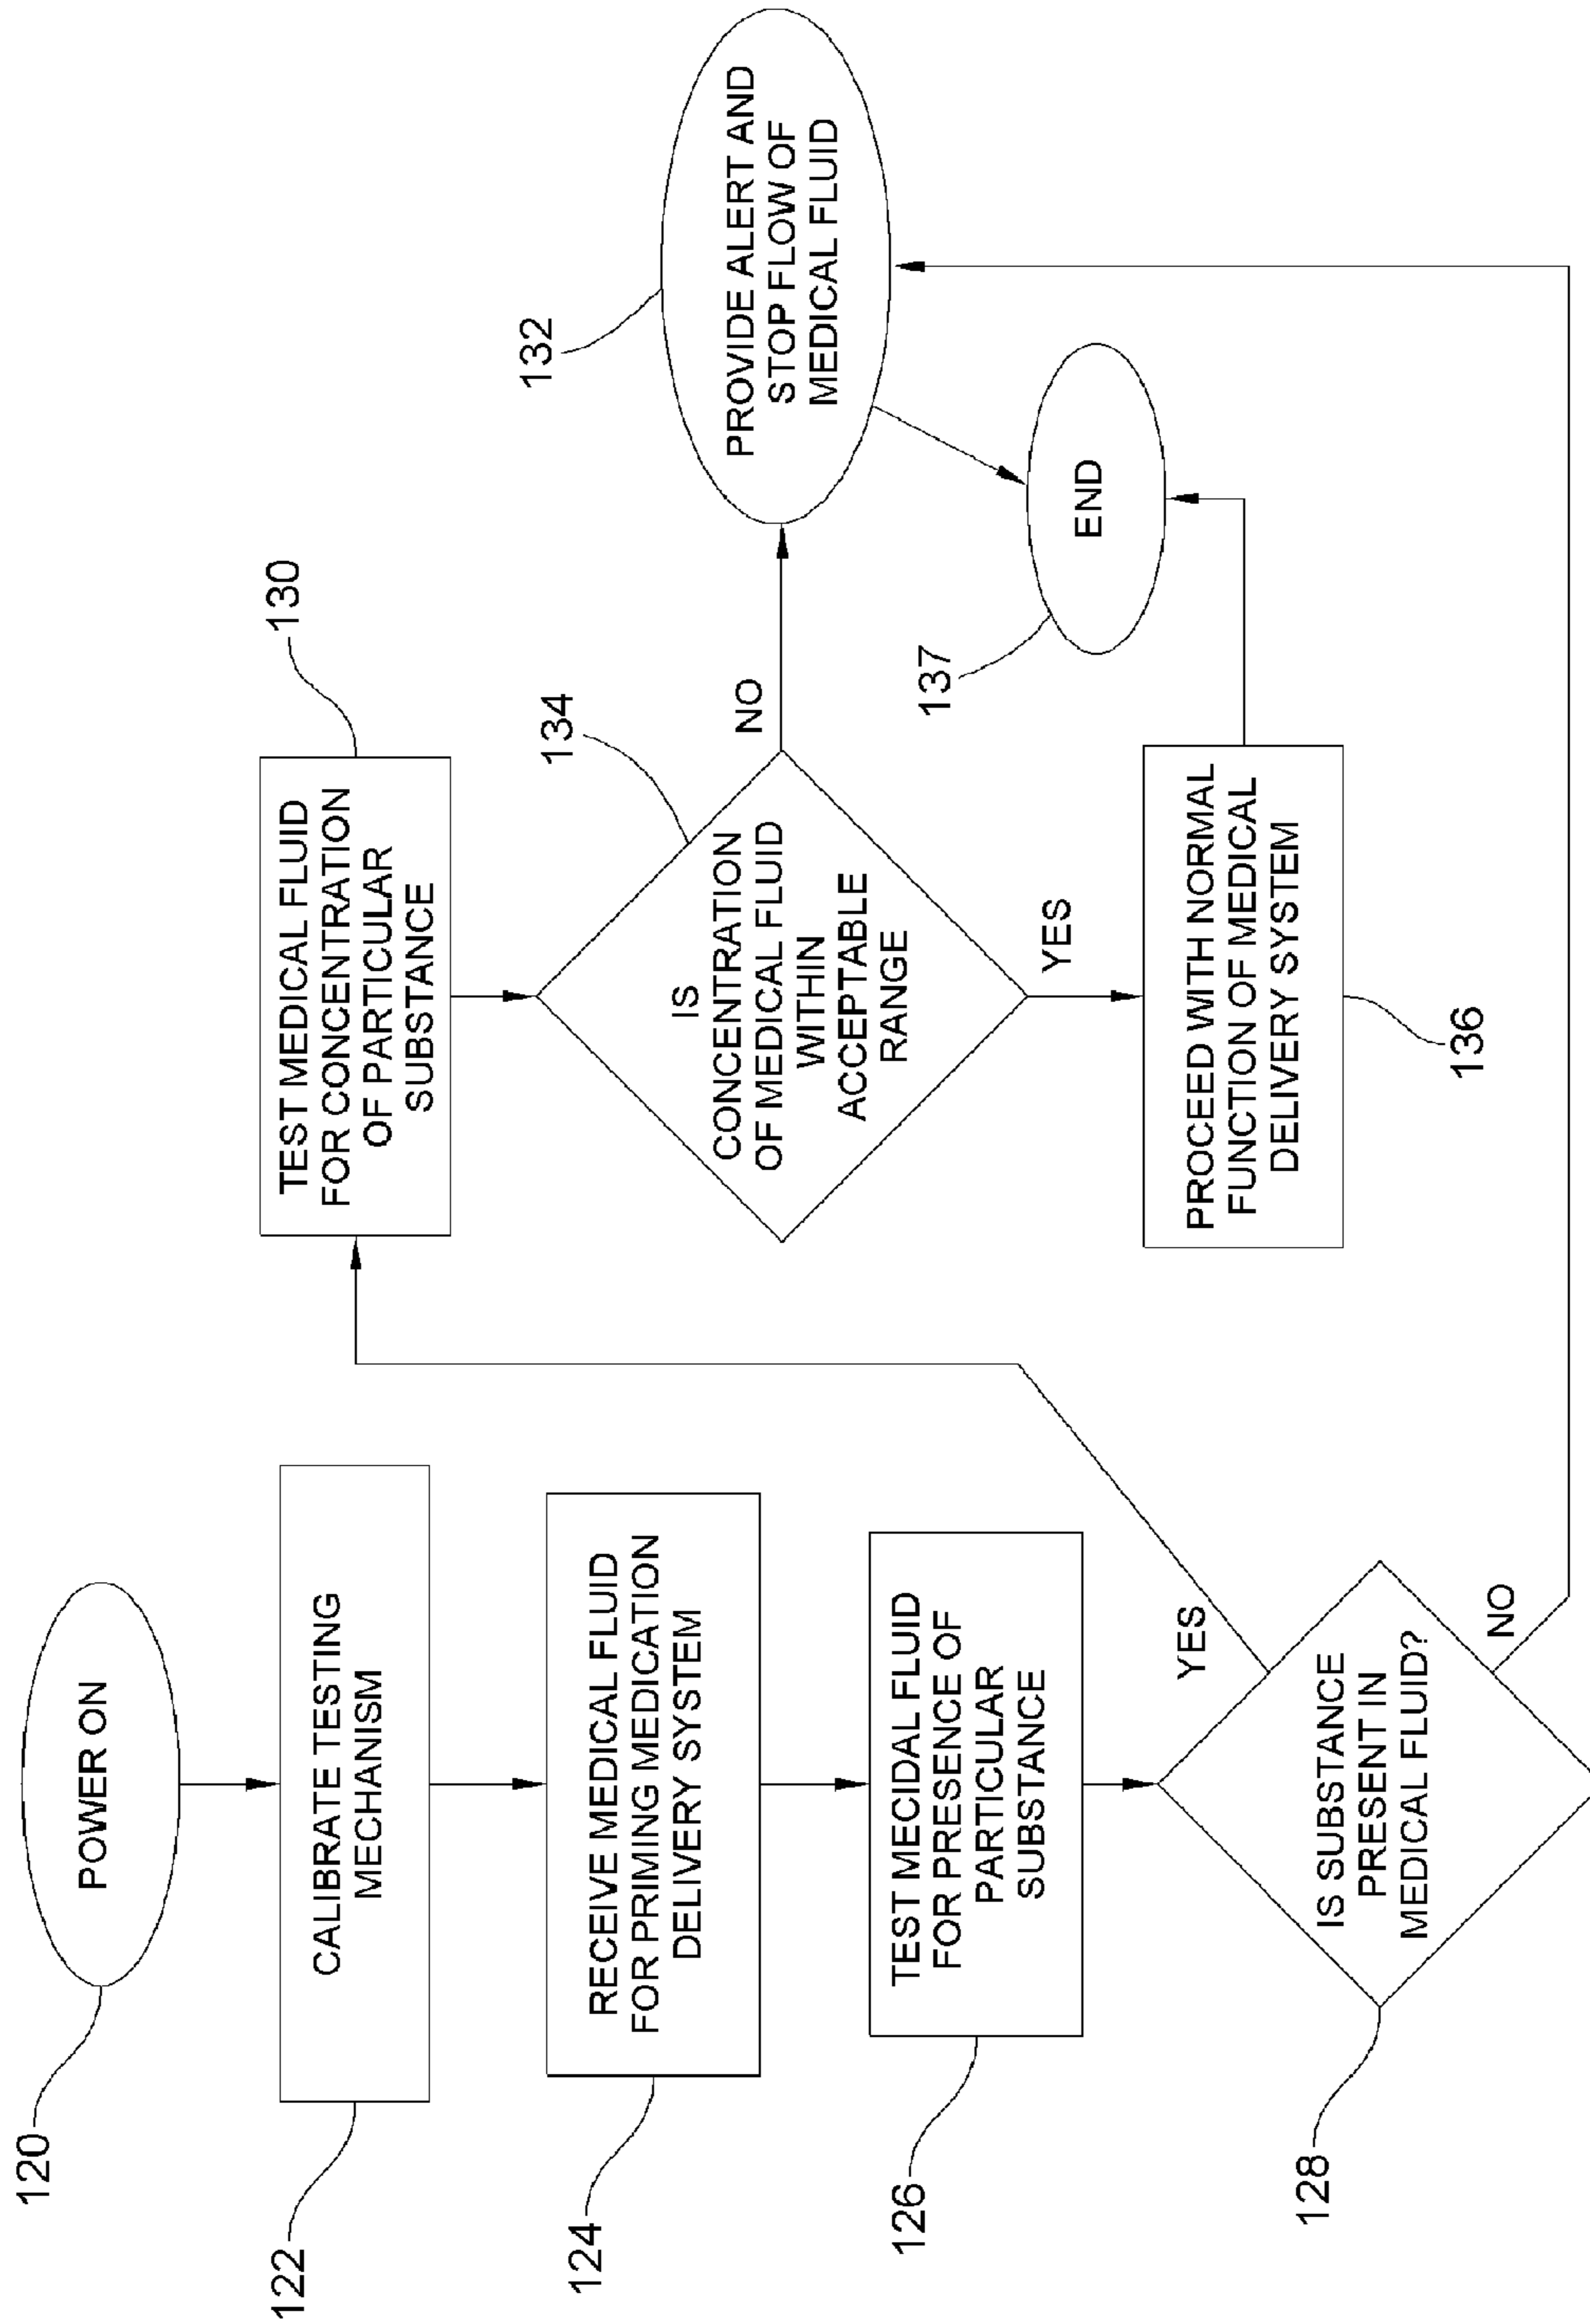 120
POWER ON
122
CALIBRATE TESTING
MECHANISM
124
RECEIVE MEDICAL FLUID
FOR PRIMING MEDICATION
DELIVERY SYSTEM
126
TEST MECIDAL FLUID
FOR PRESENCE OF
PARTICULAR
SUBSTANCE
128
IS SUBSTANCE
PRESENT IN
MEDICAL FLUID?
YES
NO
130
TEST MEDICAL FLUID
FOR CONCENTRATION
OF PARTICULAR
SUBSTANCE
134
IS
CONCENTRATION
OF MEDICAL FLUID
WITHIN
ACCEPTABLE
RANGE
NO
YES
132
PROVIDE ALERT AND
STOP FLOW OF
MEDICAL FLUID
136
PROCEED WITH NORMAL
FUNCTION OF MEDICAL
DELIVERY SYSTEM
137
END